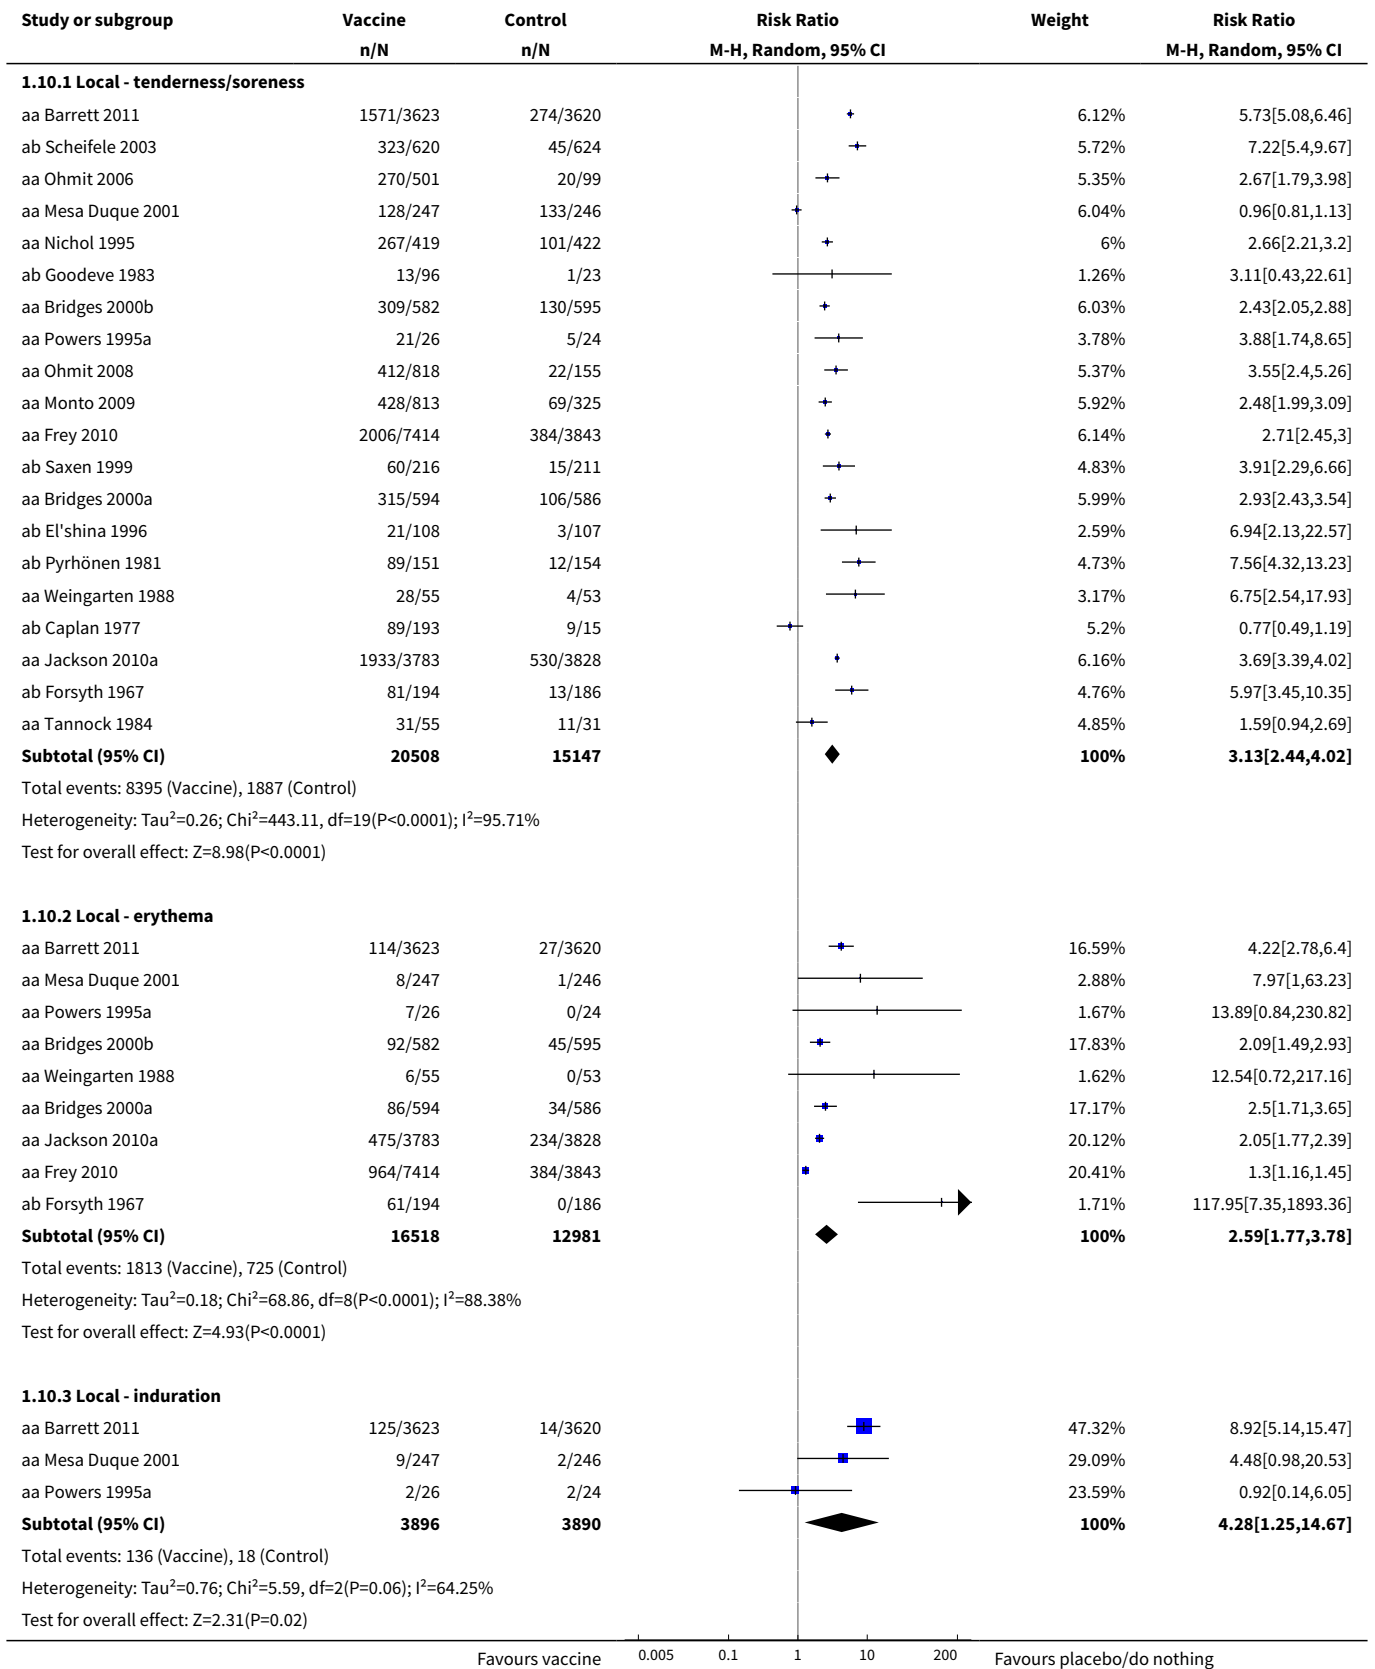 Study or subgroup Vaccine Control Risk Ratio Weight Risk Ratio
n/N n/N M-H, Random, 95% CI M-H, Random, 95% CI
1.10.1 Local - tenderness/soreness
aa Barrett 2011 1571/3623 274/3620 6.12% 5.73[5.08,6.46]
ab Scheifele 2003 323/620 45/624 5.72% 7.22[5.4,9.67]
aa Ohmit 2006 270/501 20/99 5.35% 2.67[1.79,3.98]
aa Mesa Duque 2001 128/247 133/246 6.04% 0.96[0.81,1.13]
aa Nichol 1995 267/419 101/422 6% 2.66[2.21,3.2]
ab Goodeve 1983 13/96 1/23 1.26% 3.11[0.43,22.61]
aa Bridges 2000b 309/582 130/595 6.03% 2.43[2.05,2.88]
aa Powers 1995a 21/26 5/24 3.78% 3.88[1.74,8.65]
aa Ohmit 2008 412/818 22/155 5.37% 3.55[2.4,5.26]
aa Monto 2009 428/813 69/325 5.92% 2.48[1.99,3.09]
aa Frey 2010 2006/7414 384/3843 6.14% 2.71[2.45,3]
ab Saxen 1999 60/216 15/211 4.83% 3.91[2.29,6.66]
aa Bridges 2000a 315/594 106/586 5.99% 2.93[2.43,3.54]
ab El'shina 1996 21/108 3/107 2.59% 6.94[2.13,22.57]
ab Pyrhönen 1981 89/151 12/154 4.73% 7.56[4.32,13.23]
aa Weingarten 1988 28/55 4/53 3.17% 6.75[2.54,17.93]
ab Caplan 1977 89/193 9/15 5.2% 0.77[0.49,1.19]
aa Jackson 2010a 1933/3783 530/3828 6.16% 3.69[3.39,4.02]
ab Forsyth 1967 81/194 13/186 4.76% 5.97[3.45,10.35]
aa Tannock 1984 31/55 11/31 4.85% 1.59[0.94,2.69]
Subtotal (95% CI) 20508 15147 100% 3.13[2.44,4.02]
Total events: 8395 (Vaccine), 1887 (Control)
Heterogeneity: Tau²=0.26; Chi²=443.11, df=19(P<0.0001); I²=95.71%
Test for overall effect: Z=8.98(P<0.0001)
1.10.2 Local - erythema
aa Barrett 2011 114/3623 27/3620 16.59% 4.22[2.78,6.4]
aa Mesa Duque 2001 8/247 1/246 2.88% 7.97[1,63.23]
aa Powers 1995a 7/26 0/24 1.67% 13.89[0.84,230.82]
aa Bridges 2000b 92/582 45/595 17.83% 2.09[1.49,2.93]
aa Weingarten 1988 6/55 0/53 1.62% 12.54[0.72,217.16]
aa Bridges 2000a 86/594 34/586 17.17% 2.5[1.71,3.65]
aa Jackson 2010a 475/3783 234/3828 20.12% 2.05[1.77,2.39]
aa Frey 2010 964/7414 384/3843 20.41% 1.3[1.16,1.45]
ab Forsyth 1967 61/194 0/186 1.71% 117.95[7.35,1893.36]
Subtotal (95% CI) 16518 12981 100% 2.59[1.77,3.78]
Total events: 1813 (Vaccine), 725 (Control)
Heterogeneity: Tau²=0.18; Chi²=68.86, df=8(P<0.0001); I²=88.38%
Test for overall effect: Z=4.93(P<0.0001)
1.10.3 Local - induration
aa Barrett 2011 125/3623 14/3620 47.32% 8.92[5.14,15.47]
aa Mesa Duque 2001 9/247 2/246 29.09% 4.48[0.98,20.53]
aa Powers 1995a 2/26 2/24 23.59% 0.92[0.14,6.05]
Subtotal (95% CI) 3896 3890 100% 4.28[1.25,14.67]
Total events: 136 (Vaccine), 18 (Control)
Heterogeneity: Tau²=0.76; Chi²=5.59, df=2(P=0.06); I²=64.25%
Test for overall effect: Z=2.31(P=0.02)
Favours vaccine 0.005 0.1 1 10 200 Favours placebo/do nothing